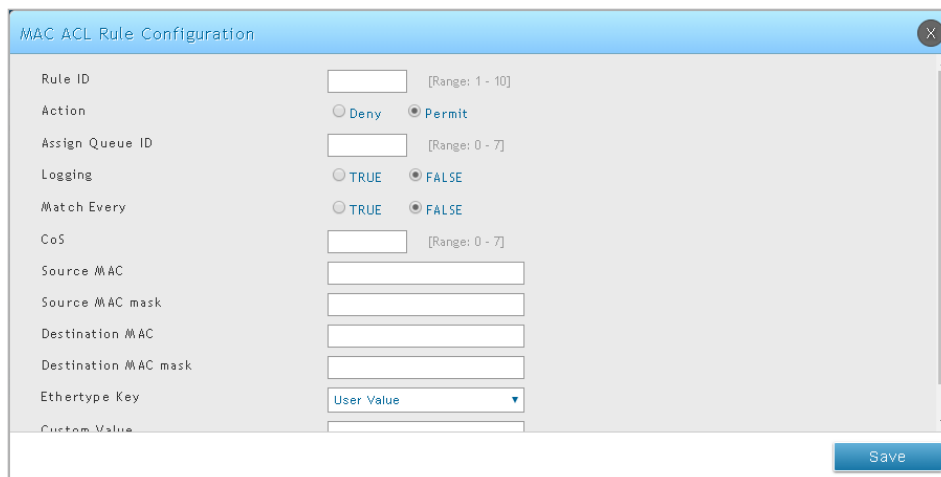 MAC ACL Rule Configuration X
Rule ID [Range: 1 - 10]
Action Deny Permit
Assign Queue ID [Range: 0 - 7]
Logging TRUE FALSE
Match Every TRUE FALSE
CoS [Range: 0 - 7]
Source MAC
Source MAC mask
Destination MAC
Destination MAC mask
Ethertype Key User Value
Custom Value
Save